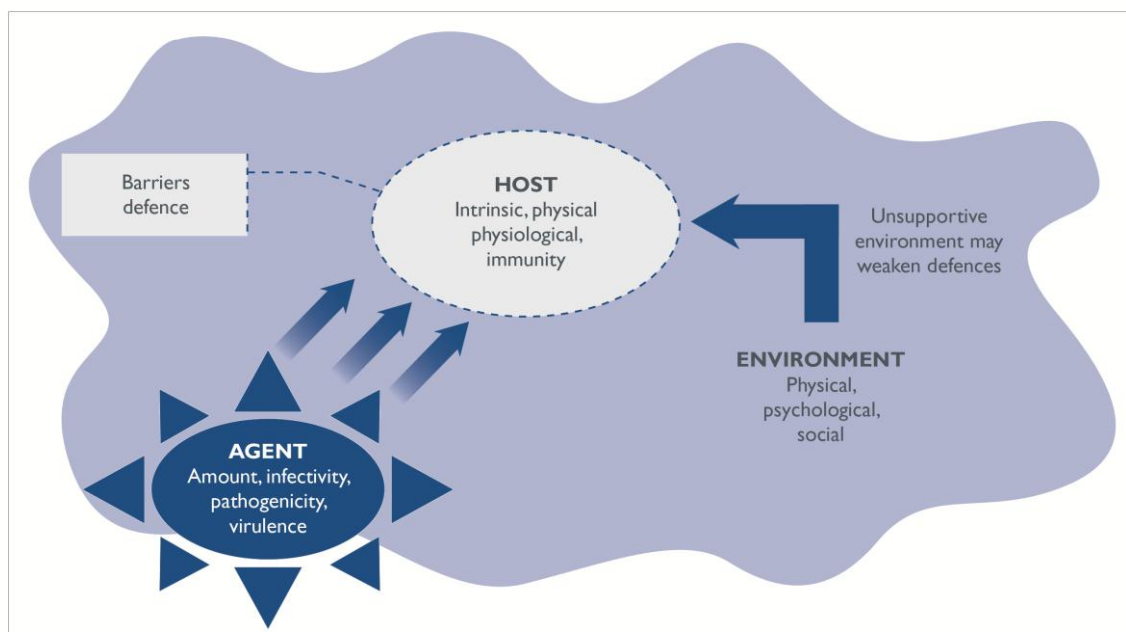 Barriers
defence
HOST
Intrinsic, physical
physiological,
immunity
Unsupportive
environment may
weaken defences
ENVIRONMENT
Physical,
psychological,
social
AGENT
Amount, infectivity,
pathogenicity,
virulence